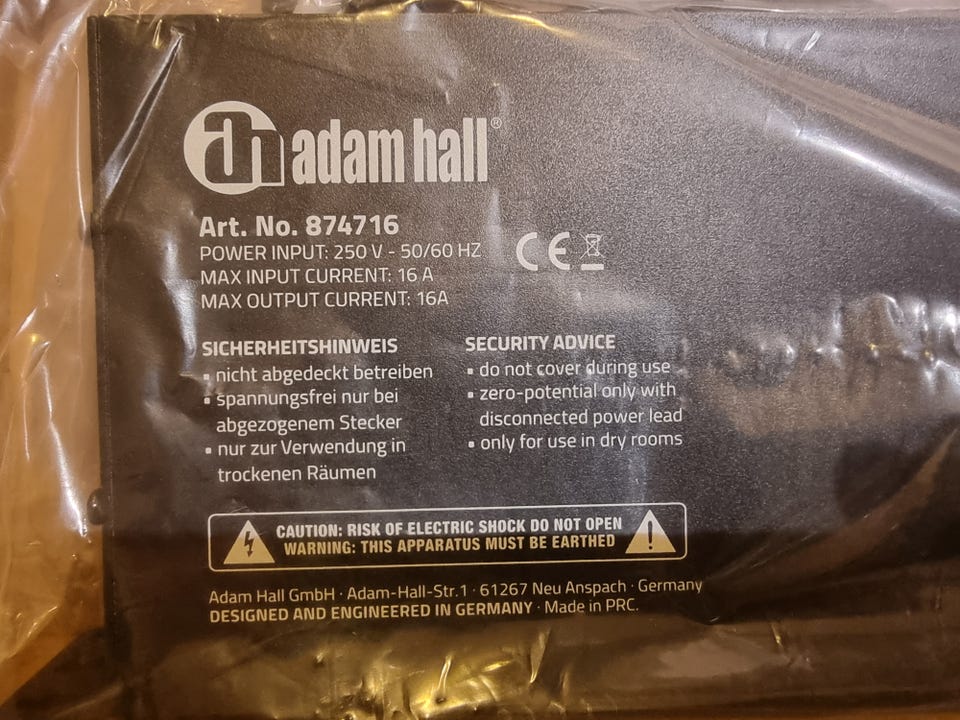 ah adam hall®
Art. No. 874716
POWER INPUT: 250 V - 50/60 HZ
MAX INPUT CURRENT: 16 A
MAX OUTPUT CURRENT: 16A
CE
SICHERHEITSHINWEIS
• nicht abgedeckt betreiben
• spannungsfrei nur bei
abgezogenem Stecker
• nur zur Verwendung in
trockenen Räumen
SECURITY ADVICE
• do not cover during use
• zero-potential only with
disconnected power lead
• only for use in dry rooms
CAUTION: RISK OF ELECTRIC SHOCK DO NOT OPEN
WARNING: THIS APPARATUS MUST BE EARTHED
Adam Hall GmbH · Adam-Hall-Str.1 · 61267 Neu Anspach · Germany
DESIGNED AND ENGINEERED IN GERMANY · Made in PRC.